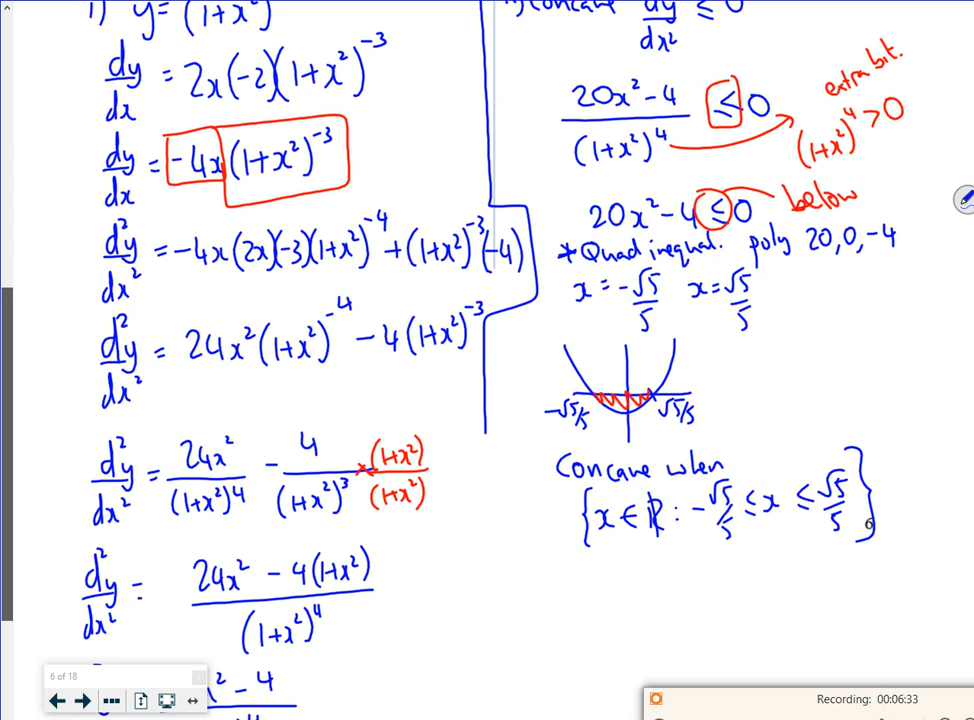 1) y = (1+x²)
dy/dx = 2x(-2)(1+x²)⁻³
dy/dx = -4x(1+x²)⁻³
d²y/dx² = -4x(2x)(-3)(1+x²)⁻⁴ + (1+x²)⁻³(-4)
d²y/dx² = 24x²(1+x²)⁻⁴ - 4(1+x²)⁻³
d²y/dx² = 24x²/(1+x²)⁴ - 4/(1+x²)³ × (1+x²)/(1+x²)
d²y/dx² = 24x² - 4(1+x²)/(1+x²)⁴
x² - 4
Concave dy/dx² ≤ 0
20x² - 4/(1+x²)⁴ ≤ 0
extra bit.
(1+x²)⁴ > 0
20x² - 4 ≤ 0 below
* Quad inequal. poly 20, 0, -4
x = -√5/5 x = √5/5
-√5/5 √5/5
Concave when
{x ∈ ℝ : -√5/5 ≤ x ≤ √5/5}
6
6 of 18
Recording: 00:06:33